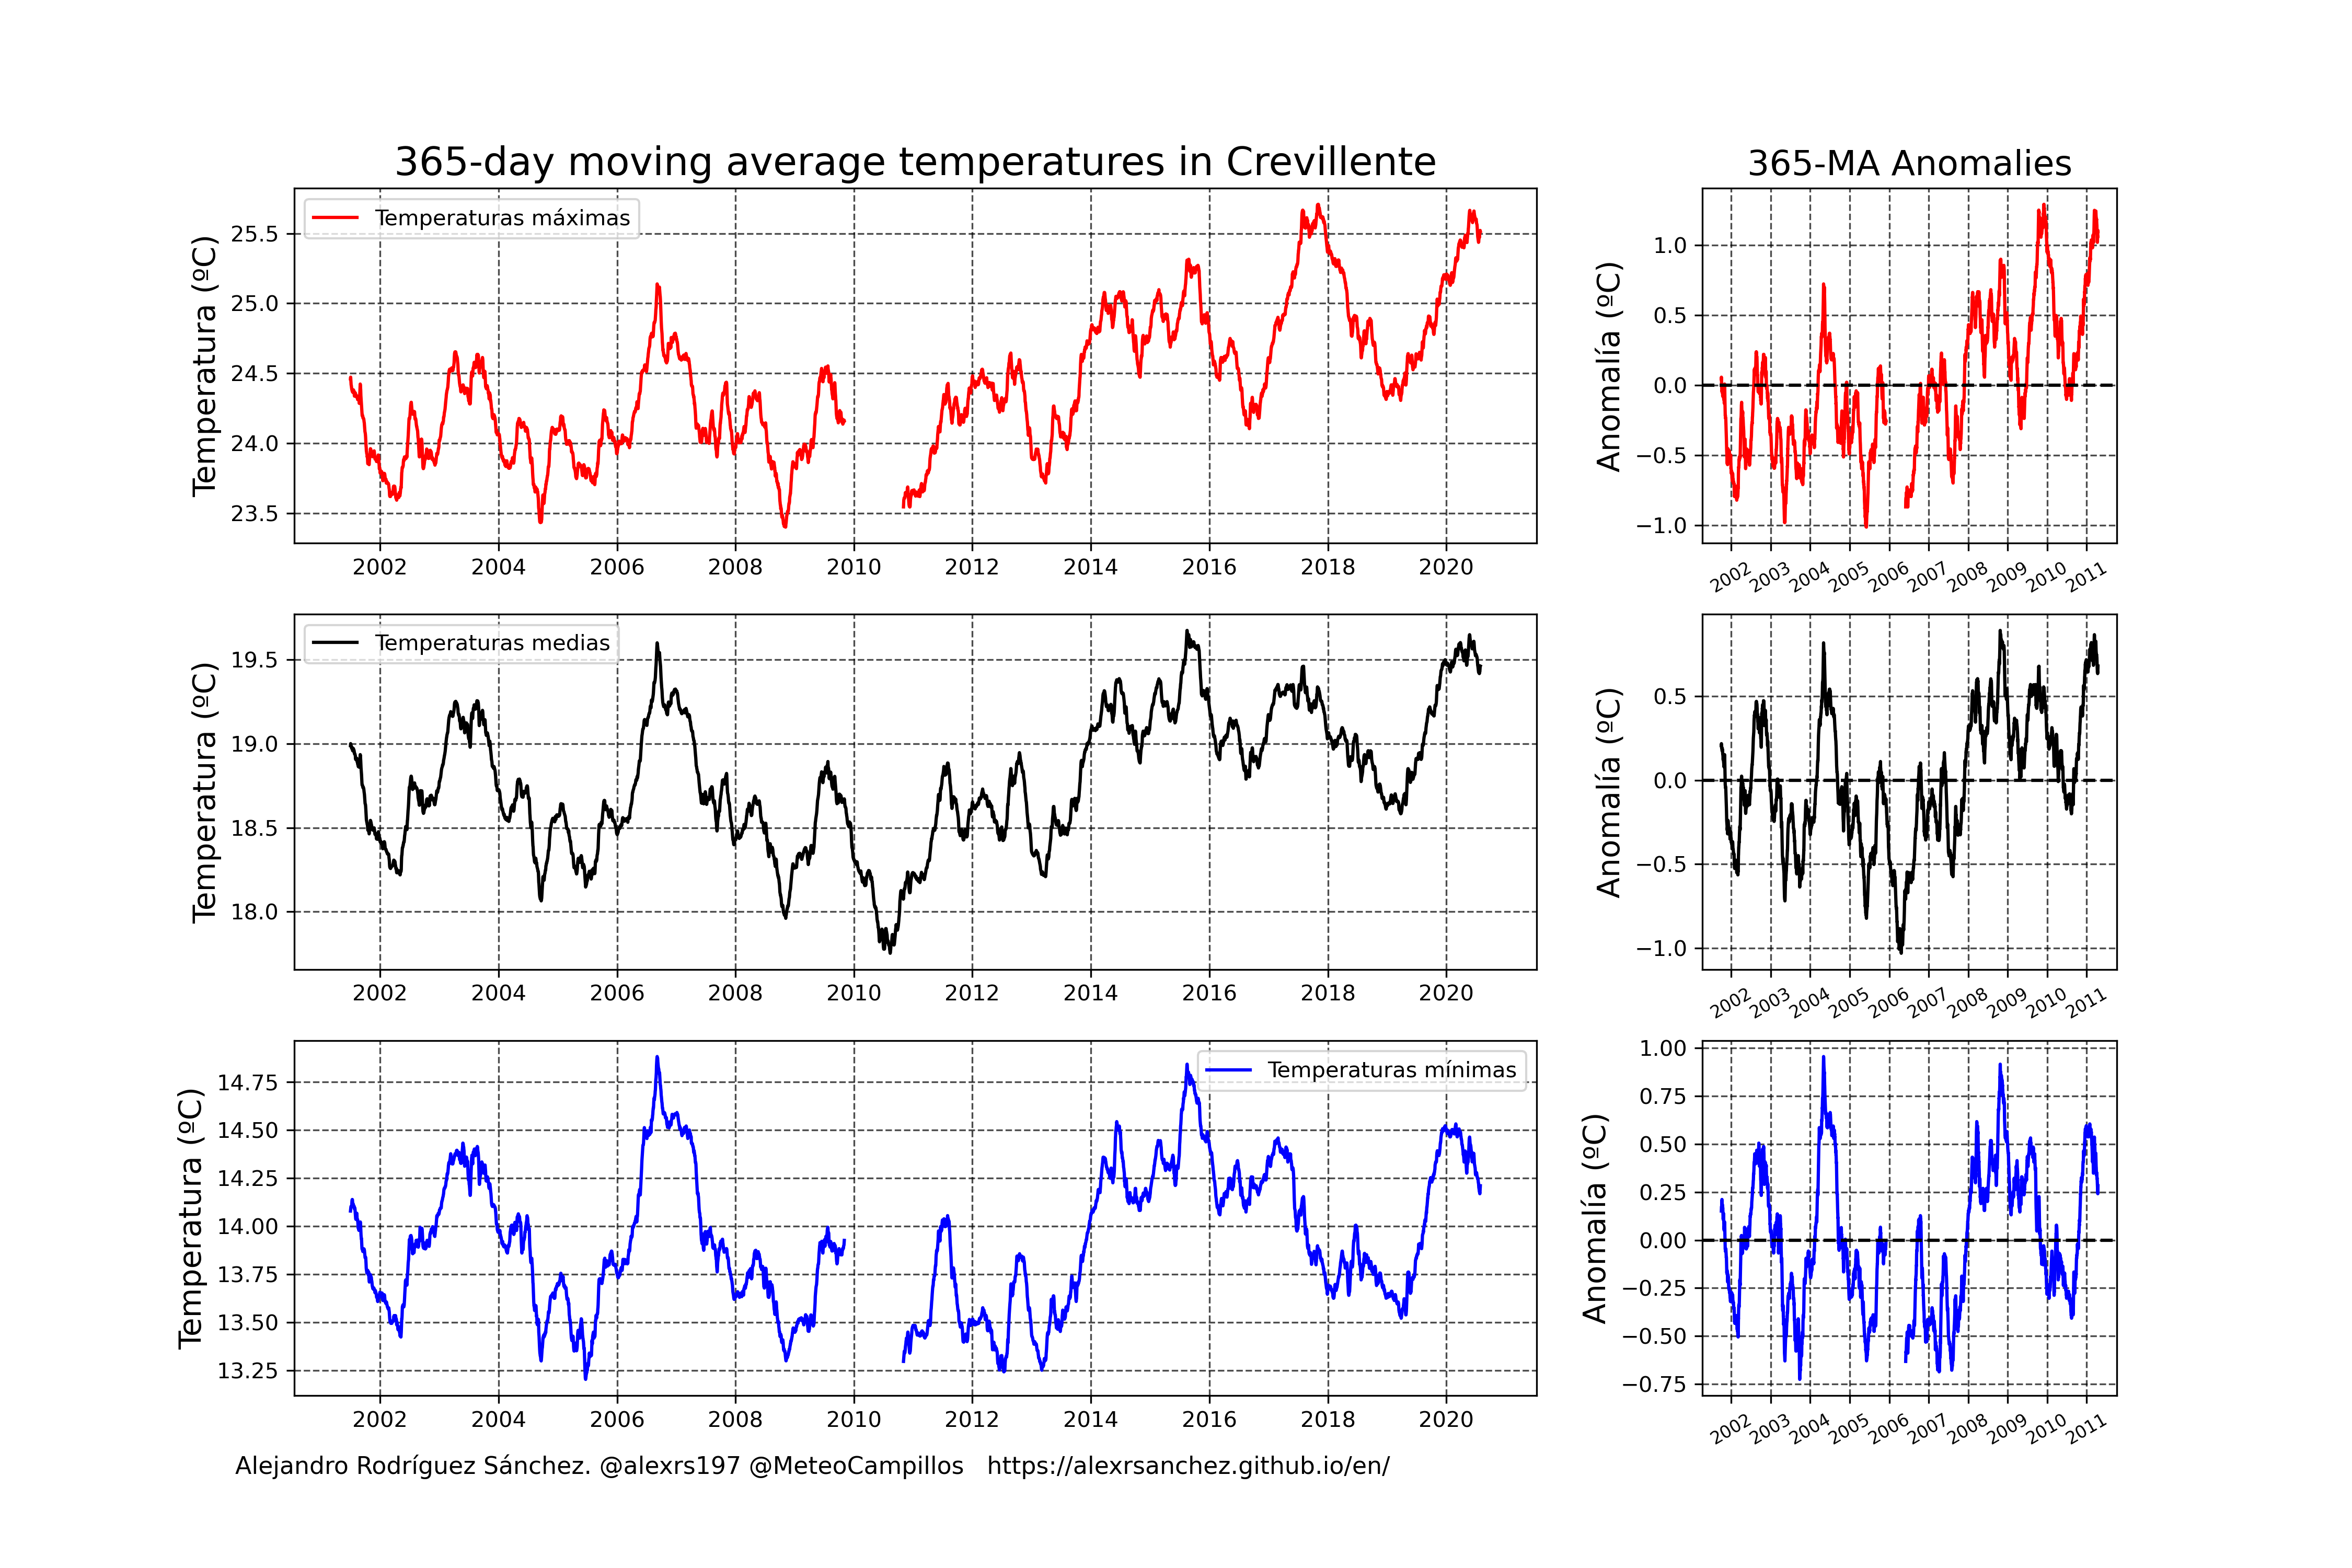 365-day moving average temperatures in Crevillente
365-MA Anomalies
Temperatura (ºC)
25.5
25.0
24.5
24.0
23.5
Temperaturas máximas
2002 2004 2006 2008 2010 2012 2014 2016 2018 2020
Anomalía (ºC)
1.0
0.5
0.0
−0.5
−1.0
2002 2003 2004 2005 2006 2007 2008 2009 2010 2011
Temperatura (ºC)
19.5
19.0
18.5
18.0
Temperaturas medias
2002 2004 2006 2008 2010 2012 2014 2016 2018 2020
Anomalía (ºC)
0.5
0.0
−0.5
−1.0
2002 2003 2004 2005 2006 2007 2008 2009 2010 2011
Temperatura (ºC)
14.75
14.50
14.25
14.00
13.75
13.50
13.25
Temperaturas mínimas
2002 2004 2006 2008 2010 2012 2014 2016 2018 2020
Anomalía (ºC)
1.00
0.75
0.50
0.25
0.00
−0.25
−0.50
−0.75
2002 2003 2004 2005 2006 2007 2008 2009 2010 2011
Alejandro Rodríguez Sánchez. @alexrs197 @MeteoCampillos https://alexrsanchez.github.io/en/